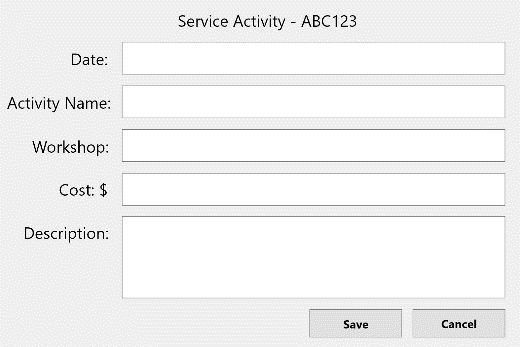 Service Activity - ABC123
Date:
Activity Name:
Workshop:
Cost: $
Description:
Save Cancel